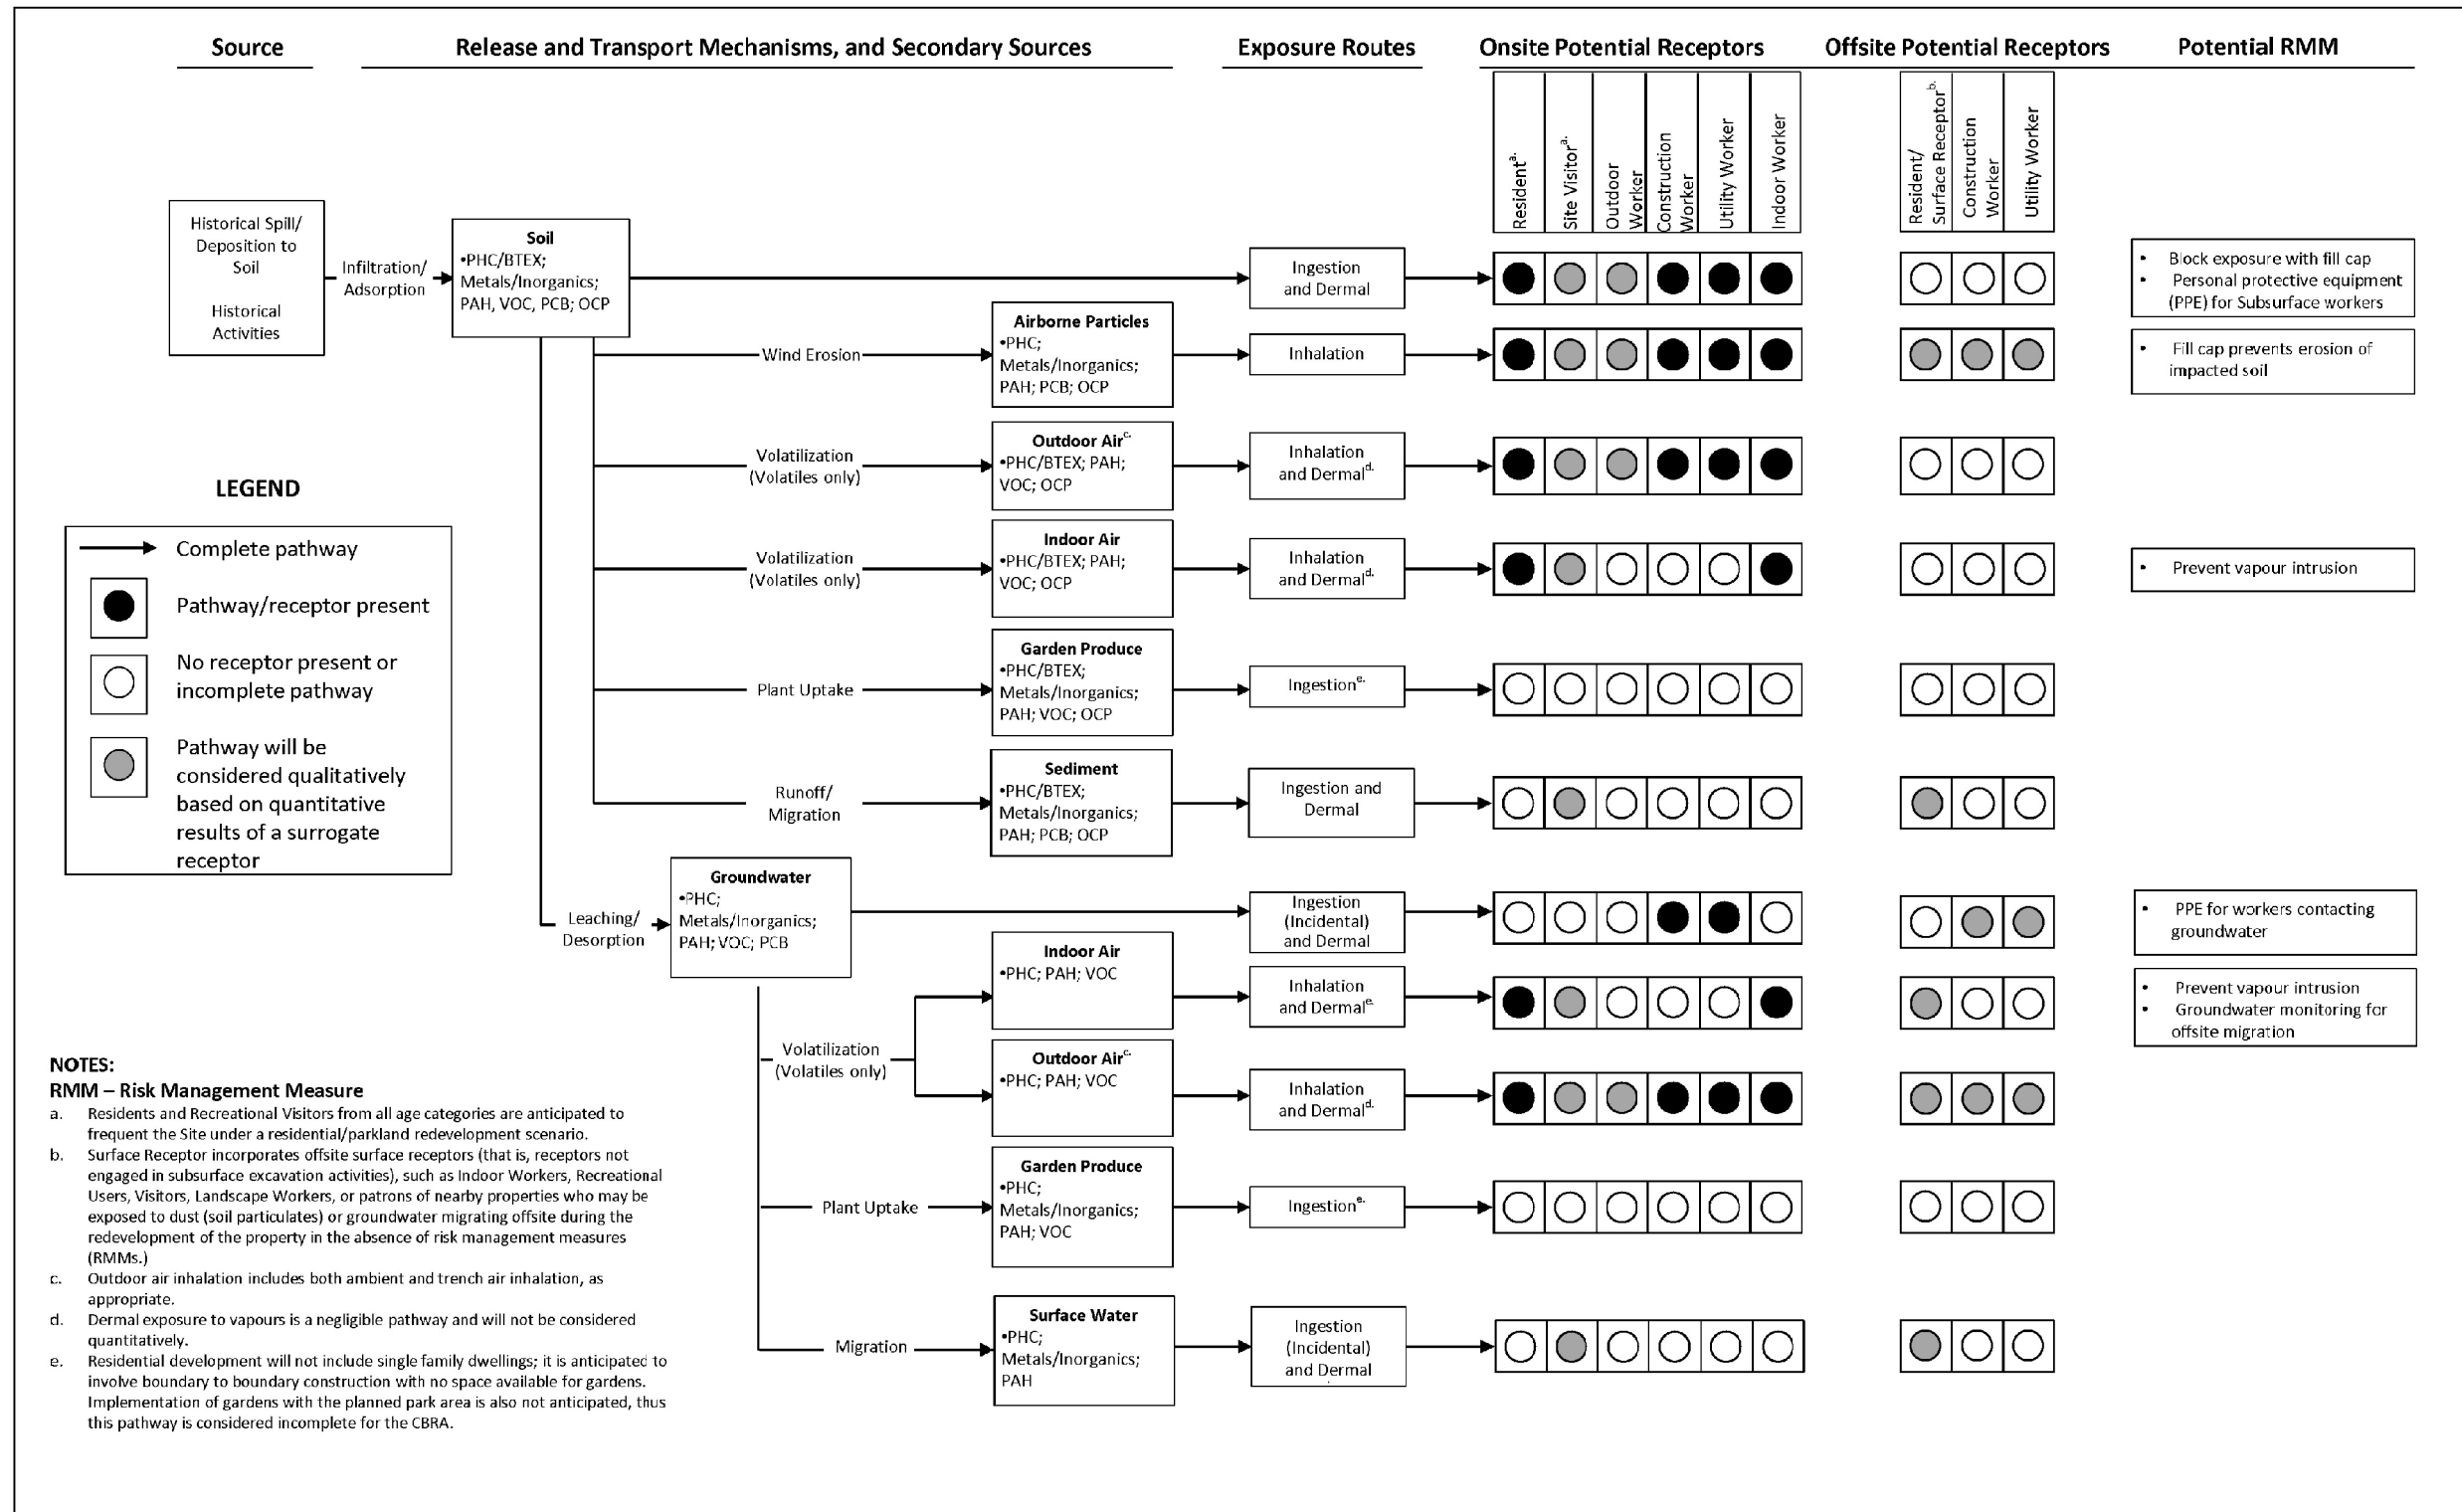 Source
Release and Transport Mechanisms, and Secondary Sources
Exposure Routes
Onsite Potential Receptors
Offsite Potential Receptors
Potential RMM
Resident a.
Site Visitor a.
Outdoor
Worker
Construction
Worker
Utility Worker
Indoor Worker
Resident/
Surface Receptor b.
Construction
Worker
Utility Worker
Historical Spill/
Deposition to
Soil
Historical
Activities
Infiltration/
Adsorption
Soil
•PHC/BTEX;
Metals/Inorganics;
PAH, VOC, PCB; OCP
Ingestion
and Dermal
• Block exposure with fill cap
• Personal protective equipment
(PPE) for Subsurface workers
Wind Erosion
Airborne Particles
•PHC;
Metals/Inorganics;
PAH; PCB; OCP
Inhalation
• Fill cap prevents erosion of
impacted soil
Volatilization
(Volatiles only)
Outdoor Air c.
•PHC/BTEX; PAH;
VOC; OCP
Inhalation
and Dermal d.
Volatilization
(Volatiles only)
Indoor Air
•PHC/BTEX; PAH;
VOC; OCP
Inhalation
and Dermal d.
• Prevent vapour intrusion
Plant Uptake
Garden Produce
•PHC/BTEX;
Metals/Inorganics;
PAH; VOC; OCP
Ingestion e.
Runoff/
Migration
Sediment
•PHC/BTEX;
Metals/Inorganics;
PAH; PCB; OCP
Ingestion and
Dermal
LEGEND
Complete pathway
Pathway/receptor present
No receptor present or
incomplete pathway
Pathway will be
considered qualitatively
based on quantitative
results of a surrogate
receptor
Leaching/
Desorption
Groundwater
•PHC;
Metals/Inorganics;
PAH; VOC; PCB
Ingestion
(Incidental)
and Dermal
• PPE for workers contacting
groundwater
Volatilization
(Volatiles only)
Indoor Air
•PHC; PAH; VOC
Inhalation
and Dermal e.
• Prevent vapour intrusion
• Groundwater monitoring for
offsite migration
Outdoor Air c.
•PHC; PAH; VOC
Inhalation
and Dermal d.
Plant Uptake
Garden Produce
•PHC;
Metals/Inorganics;
PAH; VOC
Ingestion e.
Migration
Surface Water
•PHC;
Metals/Inorganics;
PAH
Ingestion
(Incidental)
and Dermal
NOTES:
RMM – Risk Management Measure
a. Residents and Recreational Visitors from all age categories are anticipated to
frequent the Site under a residential/parkland redevelopment scenario.
b. Surface Receptor incorporates offsite surface receptors (that is, receptors not
engaged in subsurface excavation activities), such as Indoor Workers, Recreational
Users, Visitors, Landscape Workers, or patrons of nearby properties who may be
exposed to dust (soil particulates) or groundwater migrating offsite during the
redevelopment of the property in the absence of risk management measures
(RMMs.)
c. Outdoor air inhalation includes both ambient and trench air inhalation, as
appropriate.
d. Dermal exposure to vapours is a negligible pathway and will not be considered
quantitatively.
e. Residential development will not include single family dwellings; it is anticipated to
involve boundary to boundary construction with no space available for gardens.
Implementation of gardens with the planned park area is also not anticipated, thus
this pathway is considered incomplete for the CBRA.